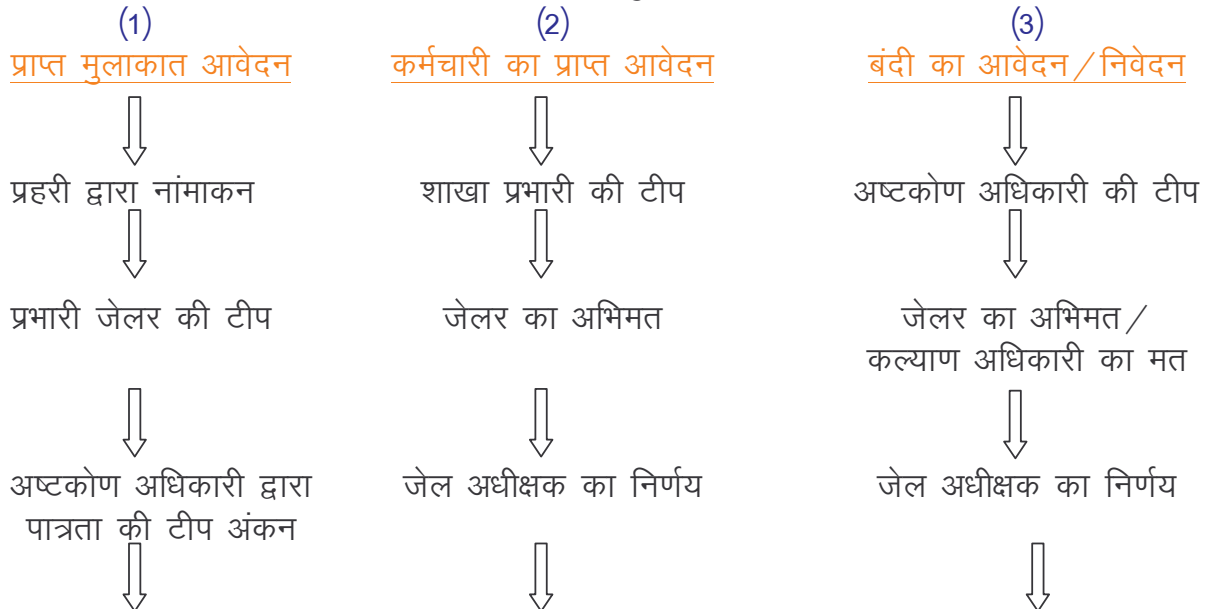 (1)
प्राप्त मुलाकात आवेदन
प्रहरी द्वारा नांमाकन
प्रभारी जेलर की टीप
अष्टकोण अधिकारी द्वारा
पात्रता की टीप अंकन
(2)
कर्मचारी का प्राप्त आवेदन
शाखा प्रभारी की टीप
जेलर का अभिमत
जेल अधीक्षक का निर्णय
(3)
बंदी का आवेदन/निवेदन
अष्टकोण अधिकारी की टीप
जेलर का अभिमत/
कल्याण अधिकारी का मत
जेल अधीक्षक का निर्णय